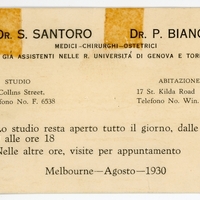 DR. S. SANTORO DR. P. BIANC
MEDICI-CHIRURGHI-OSTETRICI
GIÀ ASSISTENTI NELLE R. UNIVERSITÀ DI GENOVA E TOR
STUDIO
Collins Street.
fono No. F. 6538
ABITAZIONE
17 St. Kilda Road
Telefono No. Win.
Lo studio resta aperto tutto il giorno, dalle
alle ore 18
Nelle altre ore, visite per appuntamento
Melbourne—Agosto—1930